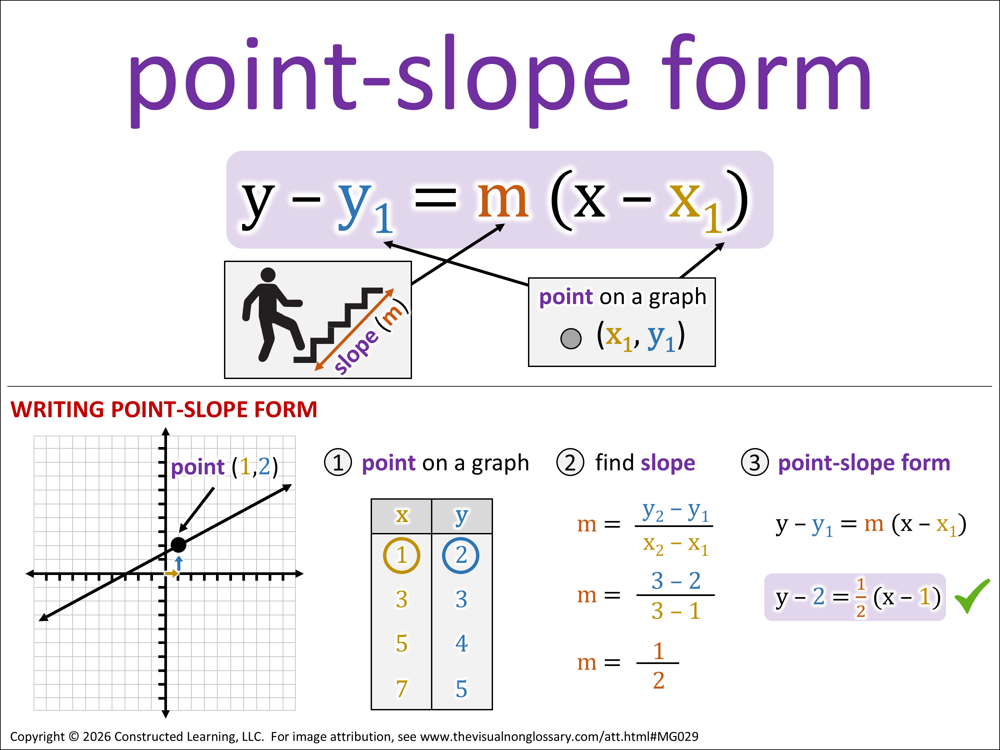 point-slope form
y − y₁ = m (x − x₁)
slope (m)
point on a graph
(x₁, y₁)
WRITING POINT-SLOPE FORM
point (1,2)
1 point on a graph
x y
1 2
3 3
5 4
7 5
2 find slope
m = y₂ − y₁ / x₂ − x₁
m = 3 − 2 / 3 − 1
m = 1 / 2
3 point-slope form
y − y₁ = m (x − x₁)
y − 2 = 1/2 (x − 1)
Copyright © 2026 Constructed Learning, LLC. For image attribution, see www.thevisualnonglossary.com/att.html#MG029